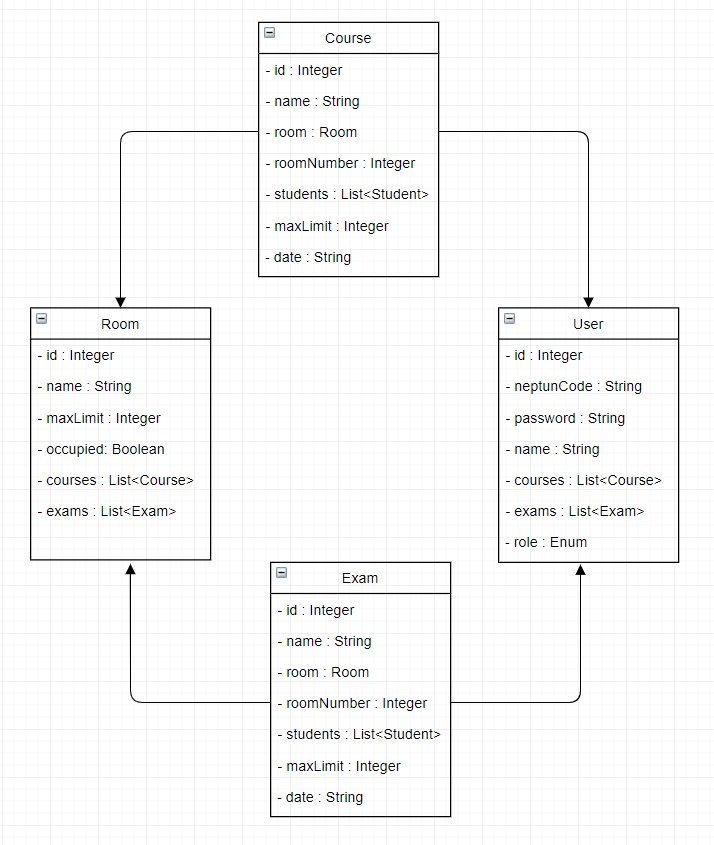 Course
- id : Integer
- name : String
- room : Room
- roomNumber : Integer
- students : List<Student>
- maxLimit : Integer
- date : String
Room
- id : Integer
- name : String
- maxLimit : Integer
- occupied: Boolean
- courses : List<Course>
- exams : List<Exam>
User
- id : Integer
- neptunCode : String
- password : String
- name : String
- courses : List<Course>
- exams : List<Exam>
- role : Enum
Exam
- id : Integer
- name : String
- room : Room
- roomNumber : Integer
- students : List<Student>
- maxLimit : Integer
- date : String